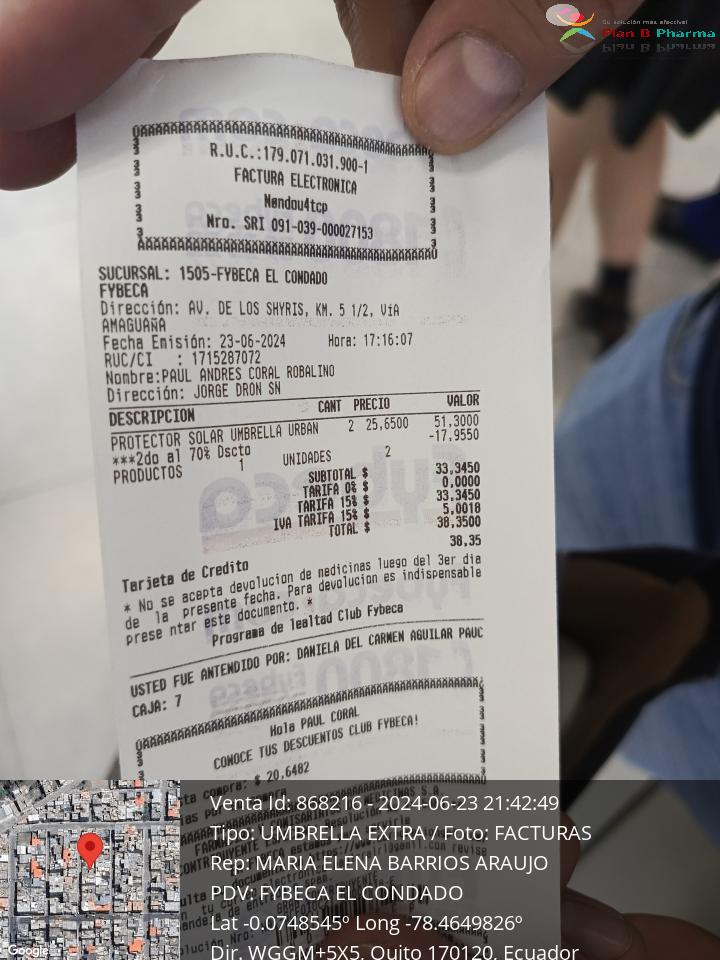 Su solución más efectiva!
Plan B Pharma
R.U.C.:179.071.031.900-1
FACTURA ELECTRONICA
Nandou4tcp
Nro. SRI 091-039-000027153
SUCURSAL: 1505-FYBECA EL CONDADO
FYBECA
Dirección: AV. DE LOS SHYRIS, KM. 5 1/2, VíA
AMAGUAÑA
Fecha Emisión: 23-06-2024 Hora: 17:16:07
RUC/CI : 1715287072
Nombre:PAUL ANDRES CORAL ROBALINO
Dirección: JORGE DRON SN
DESCRIPCION CANT PRECIO VALOR
PROTECTOR SOLAR UMBRELLA URBAN 2 25,6500 51,3000
***2do al 70% Dscto -17,9550
PRODUCTOS 1 UNIDADES 2
SUBTOTAL $ 33,3450
TARIFA 0% $ 0,0000
TARIFA 15% $ 33,3450
IVA TARIFA 15% $ 5,0018
TOTAL $ 38,3500
38,35
Tarjeta de Credito
* No se acepta devolucion de medicinas luego del 3er dia
de la presente fecha. Para devolucion es indispensable
prese ntar este documento. *
Programa de lealtad Club Fybeca
USTED FUE ANTENDIDO POR: DANIELA DEL CARMEN AGUILAR PAUC
CAJA: 7
Hola PAUL CORAL
CONOCE TUS DESCUENTOS CLUB FYBECA!
compra: $ 20,6482
Venta Id: 868216 - 2024-06-23 21:42:49
Tipo: UMBRELLA EXTRA / Foto: FACTURAS
Rep: MARIA ELENA BARRIOS ARAUJO
PDV: FYBECA EL CONDADO
Lat -0.0748545º Long -78.4649826º
Dir. WGGM+5X5, Quito 170120, Ecuador
Google